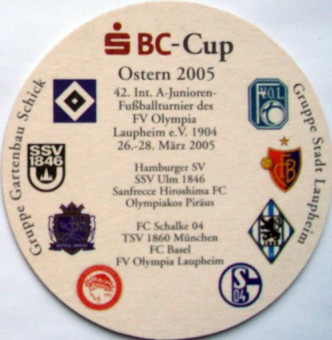 BC-Cup
Ostern 2005
42. Int. A-Junioren-
Fußballturnier des
FV Olympia
Laupheim e.V. 1904
26.-28. März 2005
Hamburger SV
SSV Ulm 1846
Sanfrecce Hiroshima FC
Olympiakos Piräus
FC Schalke 04
TSV 1860 München
FC Basel
FV Olympia Laupheim
Gruppe Gartenbau Schick
Gruppe Stadt Laupheim
SSV
1846
FCB
04